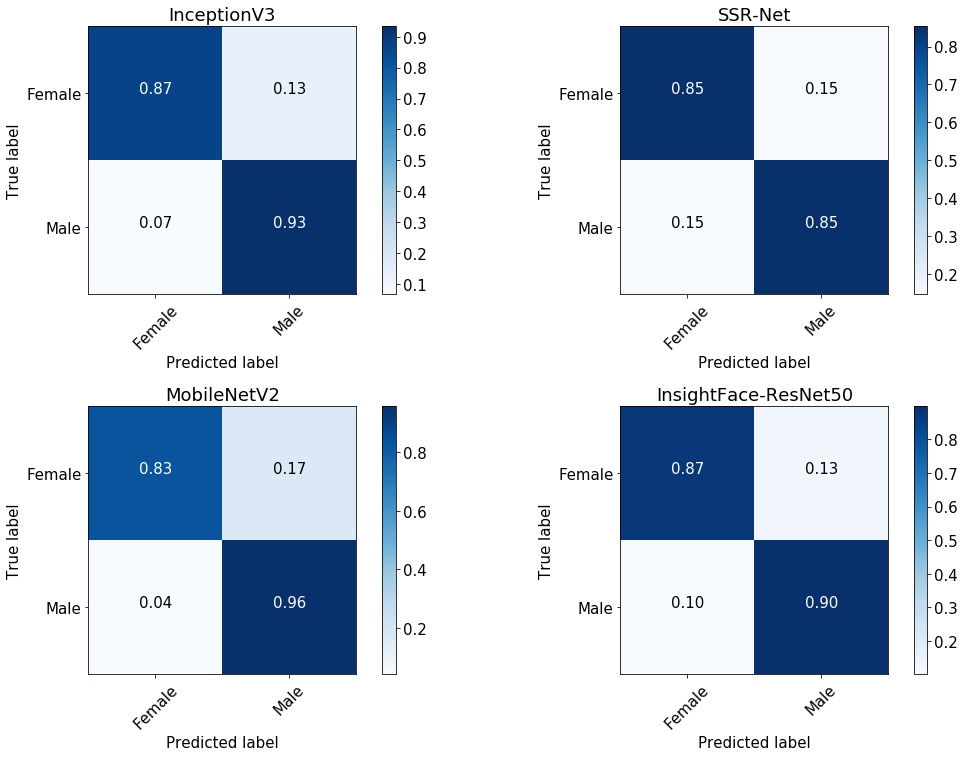 InceptionV3
Female
Male
True label
0.87 0.13
0.07 0.93
Female Male
Predicted label
0.9
0.8
0.7
0.6
0.5
0.4
0.3
0.2
0.1
SSR-Net
Female
Male
True label
0.85 0.15
0.15 0.85
Female Male
Predicted label
0.8
0.7
0.6
0.5
0.4
0.3
0.2
MobileNetV2
Female
Male
True label
0.83 0.17
0.04 0.96
Female Male
Predicted label
0.8
0.6
0.4
0.2
InsightFace-ResNet50
Female
Male
True label
0.87 0.13
0.10 0.90
Female Male
Predicted label
0.8
0.7
0.6
0.5
0.4
0.3
0.2